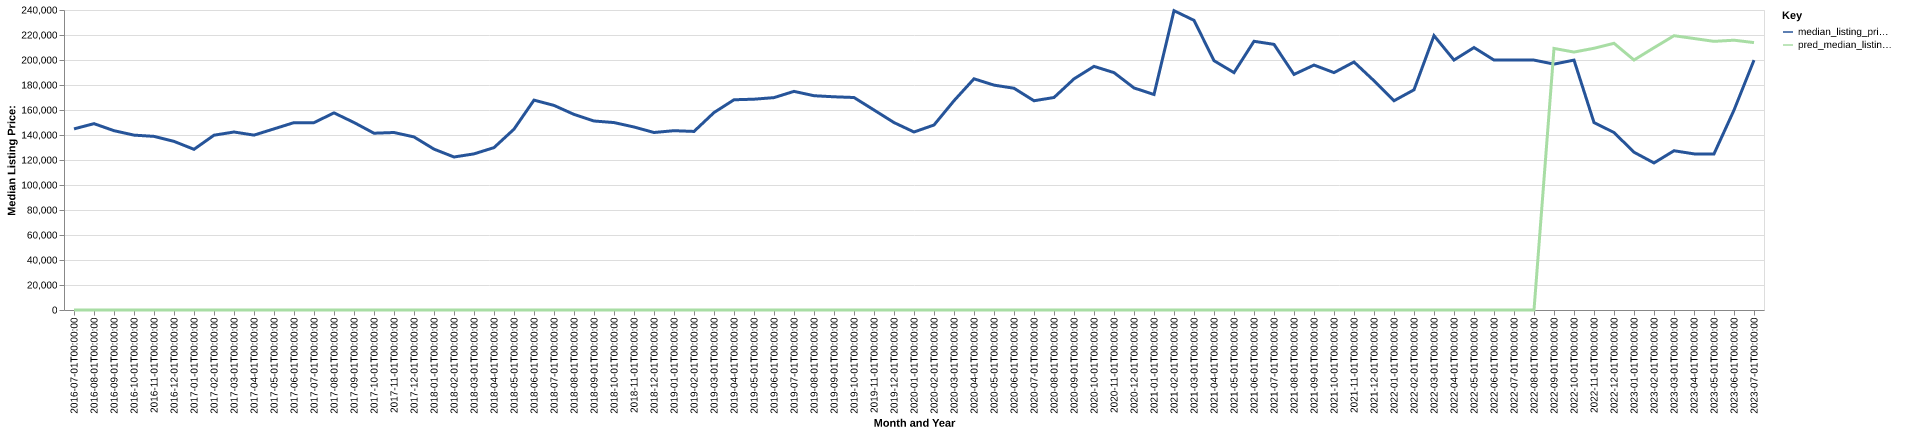 240,000
220,000
200,000
180,000
160,000
140,000
120,000
100,000
80,000
60,000
40,000
20,000
0
Median Listing Price:
2016-07-01T00:00:00
2016-08-01T00:00:00
2016-09-01T00:00:00
2016-10-01T00:00:00
2016-11-01T00:00:00
2016-12-01T00:00:00
2017-01-01T00:00:00
2017-02-01T00:00:00
2017-03-01T00:00:00
2017-04-01T00:00:00
2017-05-01T00:00:00
2017-06-01T00:00:00
2017-07-01T00:00:00
2017-08-01T00:00:00
2017-09-01T00:00:00
2017-10-01T00:00:00
2017-11-01T00:00:00
2017-12-01T00:00:00
2018-01-01T00:00:00
2018-02-01T00:00:00
2018-03-01T00:00:00
2018-04-01T00:00:00
2018-05-01T00:00:00
2018-06-01T00:00:00
2018-07-01T00:00:00
2018-08-01T00:00:00
2018-09-01T00:00:00
2018-10-01T00:00:00
2018-11-01T00:00:00
2018-12-01T00:00:00
2019-01-01T00:00:00
2019-02-01T00:00:00
2019-03-01T00:00:00
2019-04-01T00:00:00
2019-05-01T00:00:00
2019-06-01T00:00:00
2019-07-01T00:00:00
2019-08-01T00:00:00
2019-09-01T00:00:00
2019-10-01T00:00:00
2019-11-01T00:00:00
2019-12-01T00:00:00
2020-01-01T00:00:00
2020-02-01T00:00:00
2020-03-01T00:00:00
2020-04-01T00:00:00
2020-05-01T00:00:00
2020-06-01T00:00:00
2020-07-01T00:00:00
2020-08-01T00:00:00
2020-09-01T00:00:00
2020-10-01T00:00:00
2020-11-01T00:00:00
2020-12-01T00:00:00
2021-01-01T00:00:00
2021-02-01T00:00:00
2021-03-01T00:00:00
2021-04-01T00:00:00
2021-05-01T00:00:00
2021-06-01T00:00:00
2021-07-01T00:00:00
2021-08-01T00:00:00
2021-09-01T00:00:00
2021-10-01T00:00:00
2021-11-01T00:00:00
2021-12-01T00:00:00
2022-01-01T00:00:00
2022-02-01T00:00:00
2022-03-01T00:00:00
2022-04-01T00:00:00
2022-05-01T00:00:00
2022-06-01T00:00:00
2022-07-01T00:00:00
2022-08-01T00:00:00
2022-09-01T00:00:00
2022-10-01T00:00:00
2022-11-01T00:00:00
2022-12-01T00:00:00
2023-01-01T00:00:00
2023-02-01T00:00:00
2023-03-01T00:00:00
2023-04-01T00:00:00
2023-05-01T00:00:00
2023-06-01T00:00:00
2023-07-01T00:00:00
Month and Year
Key
median_listing_pri…
pred_median_listin…